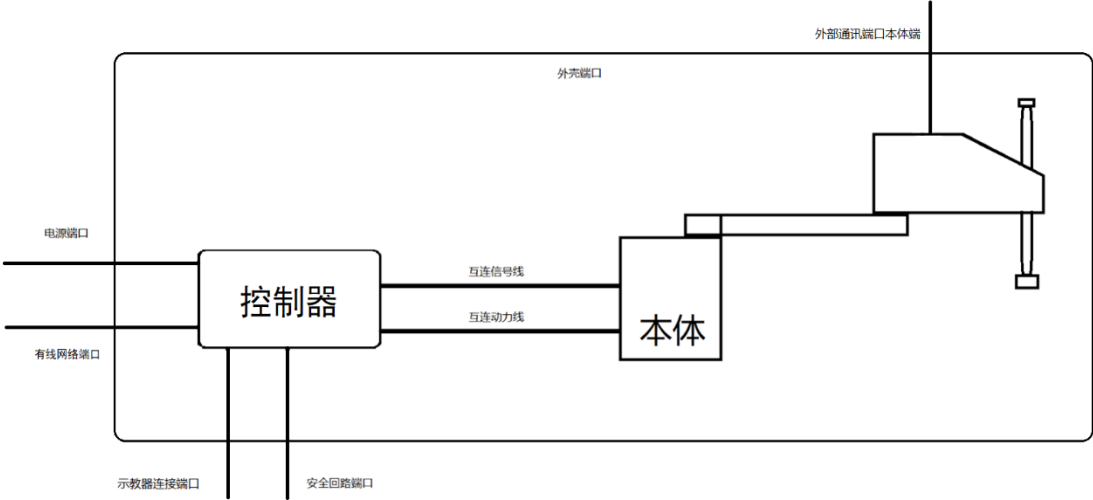 外部通讯端口本体端
外壳端口
电源端口
互连信号线
控制器
互连动力线
本体
有线网络端口
示教器连接端口
安全回路端口